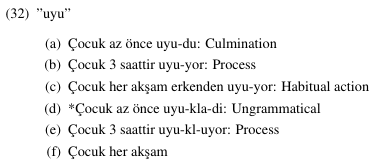 (32) ”uyu”
(a) Çocuk az önce uyu-du: Culmination
(b) Çocuk 3 saattir uyu-yor: Process
(c) Çocuk her akşam erkenden uyu-yor: Habitual action
(d) *Çocuk az önce uyu-kla-di: Ungrammatical
(e) Çocuk 3 saattir uyu-kl-uyor: Process
(f) Çocuk her akşam